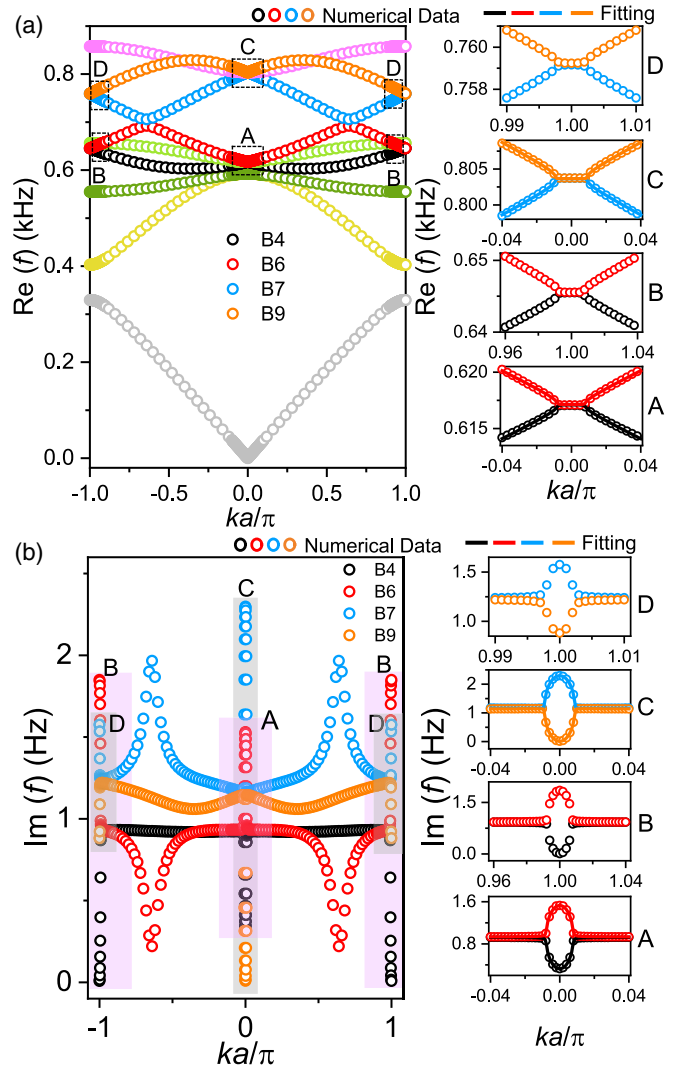 (a)
Numerical Data
Fitting
Re (f) (kHz)
0.8
0.6
0.4
0.2
0.0
D
C
D
A
B
B
B4
B6
B7
B9
-1.0
-0.5
0.0
0.5
1.0
ka/π
Re (f) (kHz)
0.760
0.758
D
0.99
1.00
1.01
0.805
0.800
C
-0.04
0.00
0.04
0.65
0.64
B
0.96
1.00
1.04
0.620
0.615
A
-0.04
0.00
0.04
ka/π
(b)
Numerical Data
Fitting
Im (f) (Hz)
2
1
0
C
B4
B6
B7
B9
B
B
D
A
D
-1
0
1
ka/π
Im (f) (Hz)
1.5
1.0
D
0.99
1.00
1.01
2
1
0
C
-0.04
0.00
0.04
1.5
0.0
B
0.96
1.00
1.04
1.6
0.8
A
-0.04
0.00
0.04
ka/π